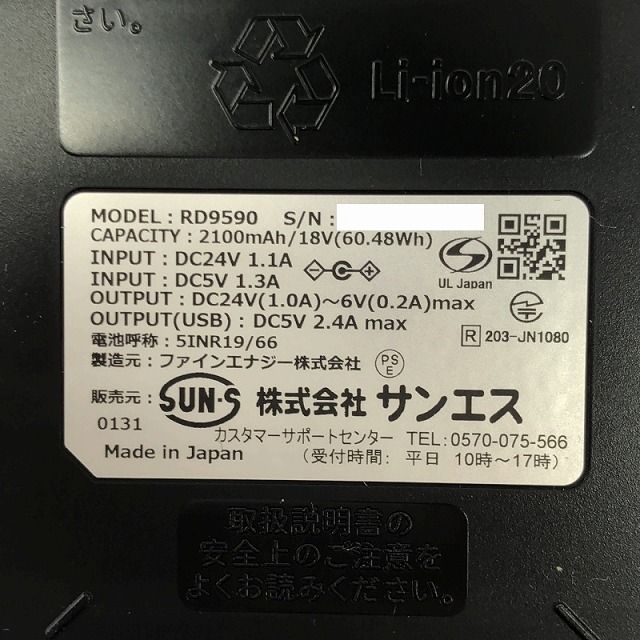 さい。
Li-ion20
MODEL : RD9590 S/N :
CAPACITY : 2100mAh/18V(60.48Wh)
INPUT : DC24V 1.1A
INPUT : DC5V 1.3A
OUTPUT : DC24V(1.0A)～6V(0.2A)max
OUTPUT(USB) : DC5V 2.4A max
電池呼称 : 5INR19/66
製造元 : ファインエナジー株式会社
PS
E
UL Japan
R 203-JN1080
販売元 : SUN-S 株式会社 サンエス
0131
カスタマーサポートセンター TEL:0570-075-566
Made in Japan
(受付時間: 平日 10時～17時)
取扱説明書の
安全上のご注意を
よくお読みください。